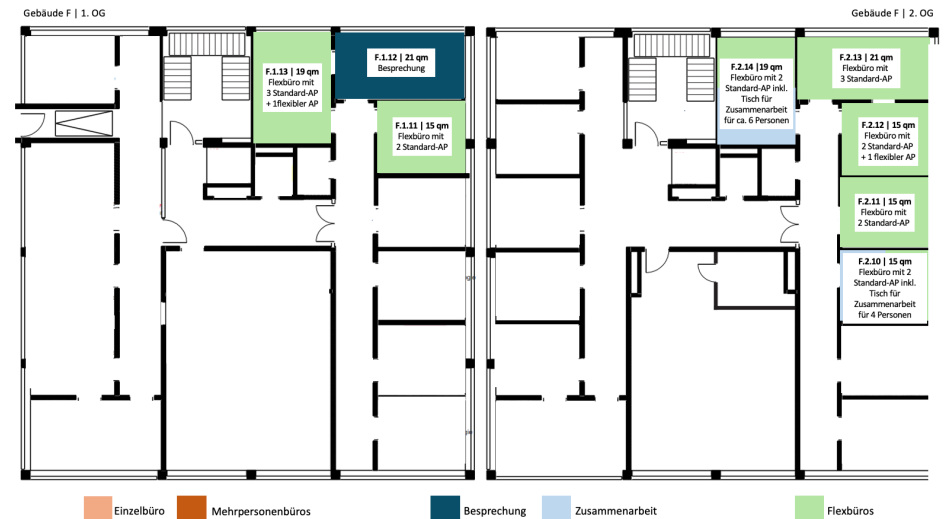 Gebäude F | 1. OG
Gebäude F | 2. OG
F.1.13 | 19 qm
Flexbüro mit
3 Standard-AP
+ 1flexibler AP
F.1.12 | 21 qm
Besprechung
F.1.11 | 15 qm
Flexbüro mit
2 Standard-AP
F.2.14 |19 qm
Flexbüro mit 2
Standard-AP inkl.
Tisch für
Zusammenarbeit
für ca. 6 Personen
F.2.13 | 21 qm
Flexbüro mit
3 Standard-AP
F.2.12 | 15 qm
Flexbüro mit
2 Standard-AP
+ 1 flexibler AP
F.2.11 | 15 qm
Flexbüro mit
2 Standard-AP
F.2.10 | 15 qm
Flexbüro mit 2
Standard-AP inkl.
Tisch für
Zusammenarbeit
für 4 Personen
Einzelbüro
Mehrpersonenbüros
Besprechung
Zusammenarbeit
Flexbüros